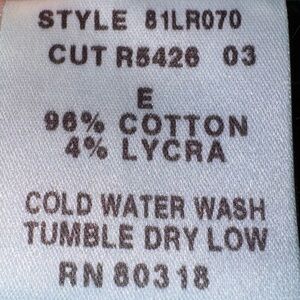 STYLE 81LR070
CUT R5426 03
E
96% COTTON
4% LYCRA
COLD WATER WASH
TUMBLE DRY LOW
RN 80318